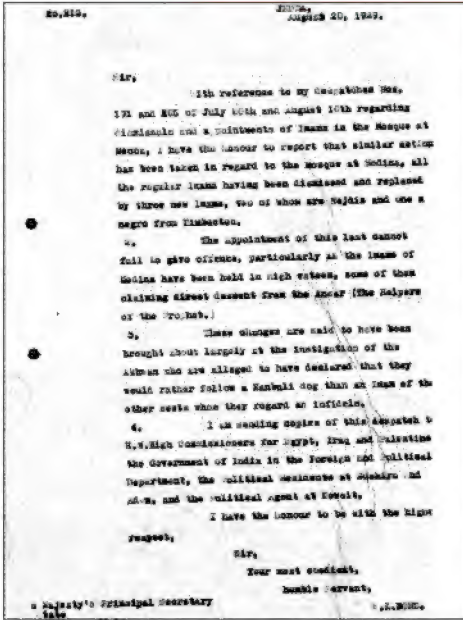 JEDDA,
August 20, 1929.
Sir,
With reference to my despatches Nos.
191 and of July and August regarding
dismissals and appointments of Imams in the Mosque at
Mecca, I have the honour to report that similar action
has been taken in regard to the Mosque at Medina, all
the regular Imams having been dismissed and replaced
by three new Imams, two of whom are Nejdis and one a
negro from Timbuctoo.
2. The appointment of this last cannot
fail to give offence, particularly as the Imams of
Medina have been held in high esteem, some of them
claiming direct descent from the Ansar (The Helpers
of the Prophet.)
3. These changes are said to have been
brought about largely at the instigation of the
who are alleged to have declared that they
would rather follow a Hanbali dog than an Imam of the
other sects whom they regard as infidels.
4. I am sending copies of this despatch t
H.M.High Commissioners for Egypt, Iraq and Palestine
the Government of India in the Foreign and Political
Department, the Political Residents at Bushire and
Aden, and the Political Agent at Koweit.
I have the honour to be with the highe
respect,
Sir,
Your most obedient,
humble Servant,
Majesty's Principal Secretary
tate
BOND.